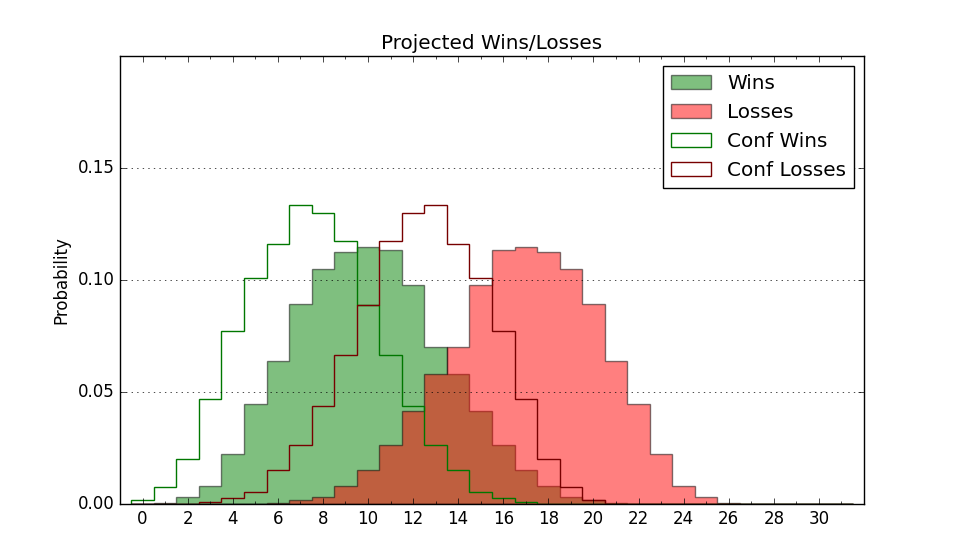 Projected Wins/Losses
Wins
Losses
Conf Wins
Conf Losses
Probability
0.15
0.10
0.05
0.00
0 2 4 6 8 10 12 14 16 18 20 22 24 26 28 30